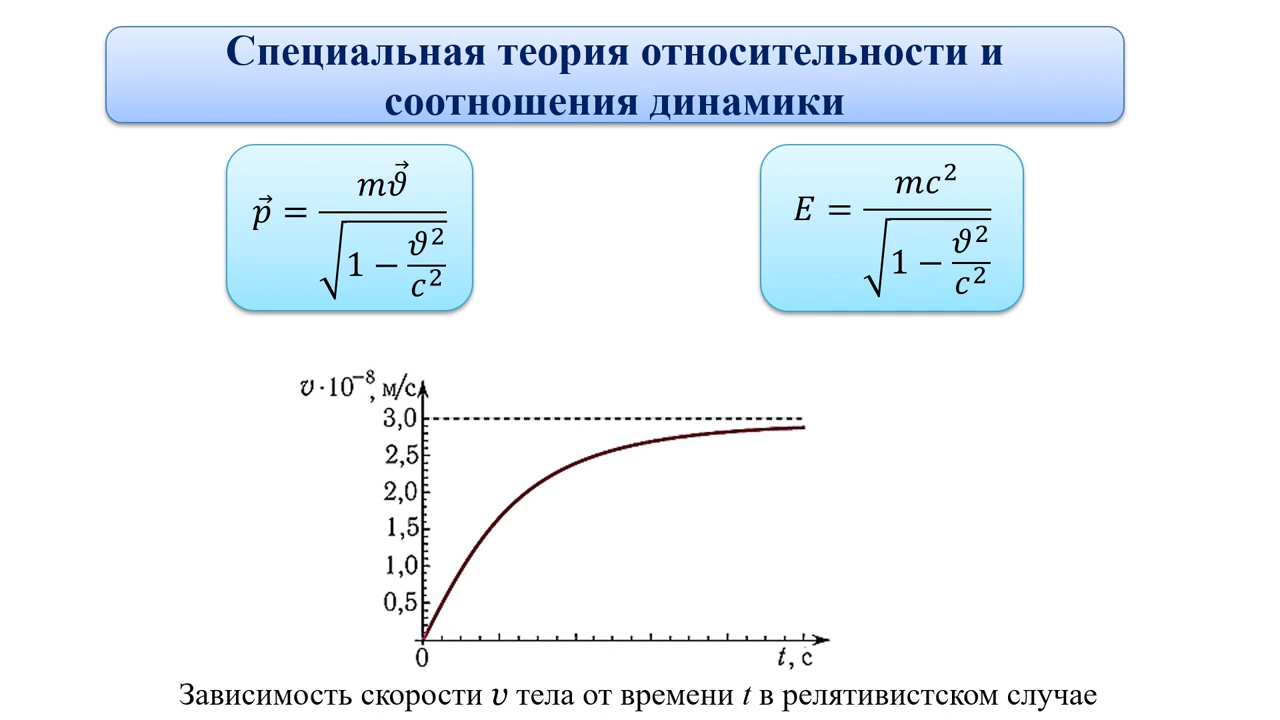 Специальная теория относительности и
соотношения динамики
p⃗ = mϑ⃗ / √(1 − ϑ²/c²)
E = mc² / √(1 − ϑ²/c²)
υ·10⁻⁸, м/с
3,0
2,5
2,0
1,5
1,0
0,5
0
t, с
Зависимость скорости υ тела от времени t в релятивистском случае